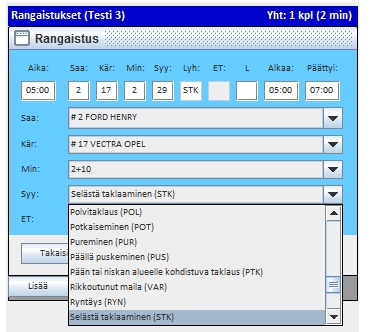 Rangaistukset (Testi 3) Yht: 1 kpl (2 min)
Rangaistus
Aika: Saa: Kär: Min: Syy: Lyh: ET: L Alkaa: Päättyi:
05:00 2 17 2 29 STK 05:00 07:00
Saa: # 2 FORD HENRY
Kär: # 17 VECTRA OPEL
Min: 2+10
Syy: Selästä taklaaminen (STK)
ET: Polvitaklaus (POL)
Potkaiseminen (POT)
Pureminen (PUR)
Päällä puskeminen (PUS)
Takaisi Pään tai niskan alueelle kohdistuva taklaus (PTK)
Lisää Rikkoutunut maila (VAR)
Ryntäys (RYN)
Selästä taklaaminen (STK)